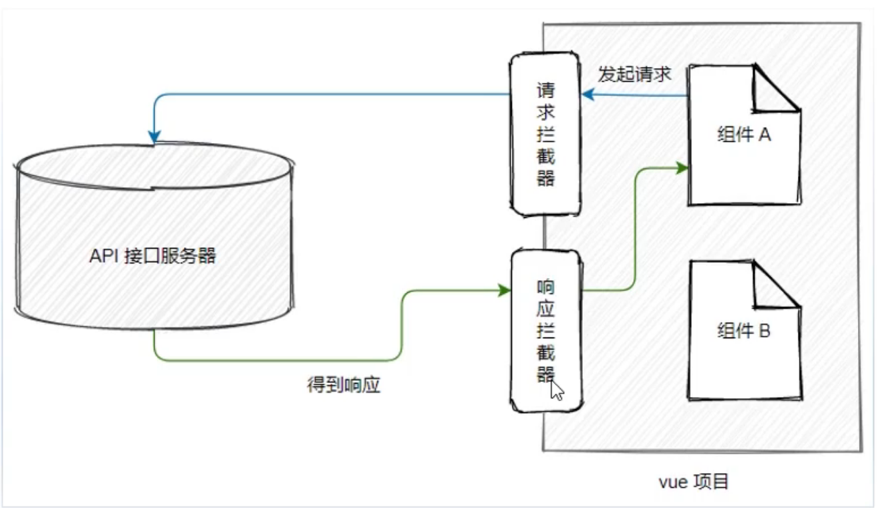 发起请求
请求拦截器
组件 A
API 接口服务器
响应拦截器
组件 B
得到响应
vue 项目